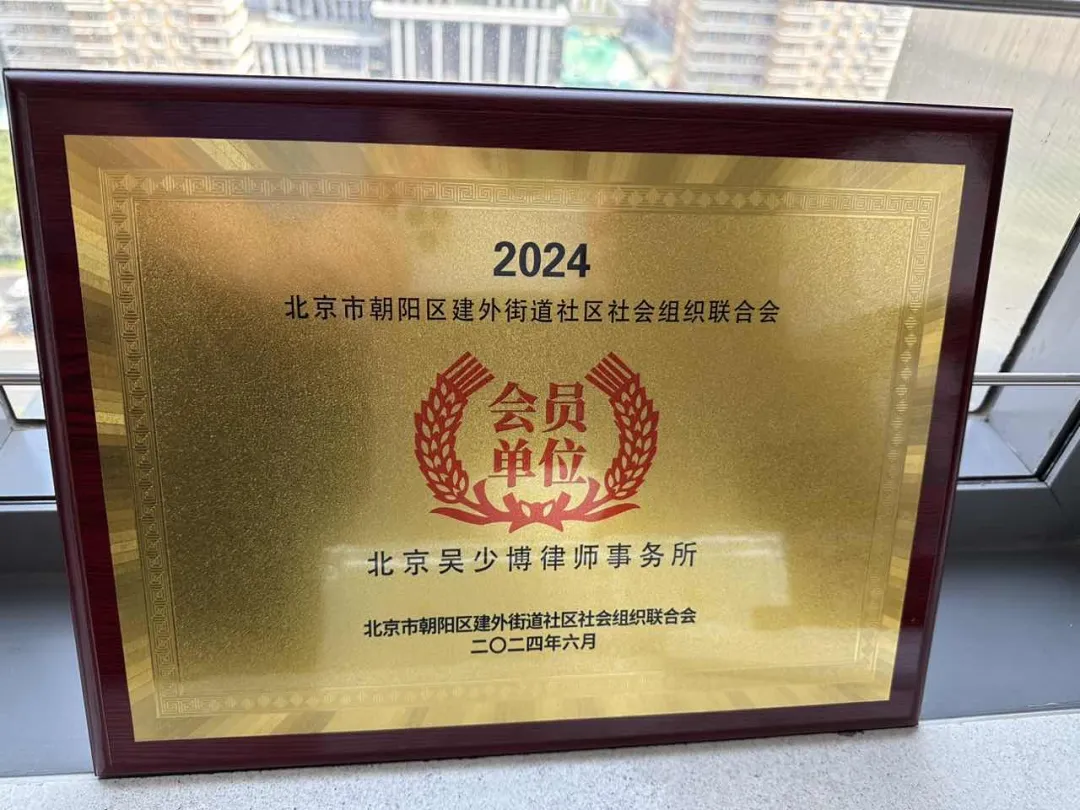 2024
北京市朝阳区建外街道社区社会组织联合会
会员
单位
北京吴少博律师事务所
北京市朝阳区建外街道社区社会组织联合会
二〇二四年六月